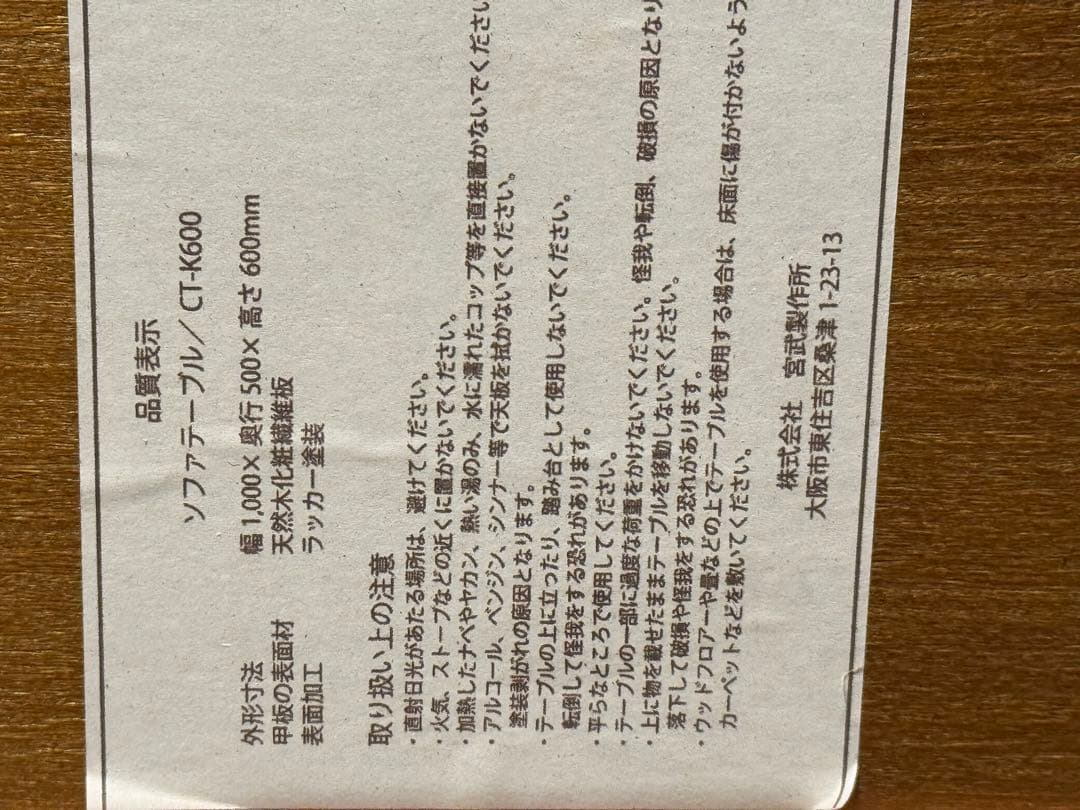 品質表示
ソファテーブル／CT-K600
外形寸法 幅 1,000× 奥行 500× 高さ 600mm
甲板の表面材 天然木化粧繊維板
表面加工 ラッカー塗装
取り扱い上の注意
・直射日光があたる場所は、避けてください。
・火気、ストーブなどの近くに置かないでください。
・加熱したナベやヤカン、熱い湯のみ、水に濡れたコップ等を直接置かないでください
・アルコール、ベンジン、シンナー等で天板を拭かないでください。
塗装剥がれの原因となります。
・テーブルの上に立ったり、踏み台として使用しないでください。
転倒して怪我をする恐れがあります。
・平らなところで使用してください。
・テーブルの一部に過度な荷重をかけないでください。怪我や転倒、破損の原因となり
・上に物を載せたままテーブルを移動しないでください。
落下して破損や怪我をする恐れがあります。
・ウッドフロアーや畳などの上でテーブルを使用する場合は、床面に傷が付かないよう
カーペットなどを敷いてください。
株式会社 宮武製作所
大阪市東住吉区桑津 1-23-13